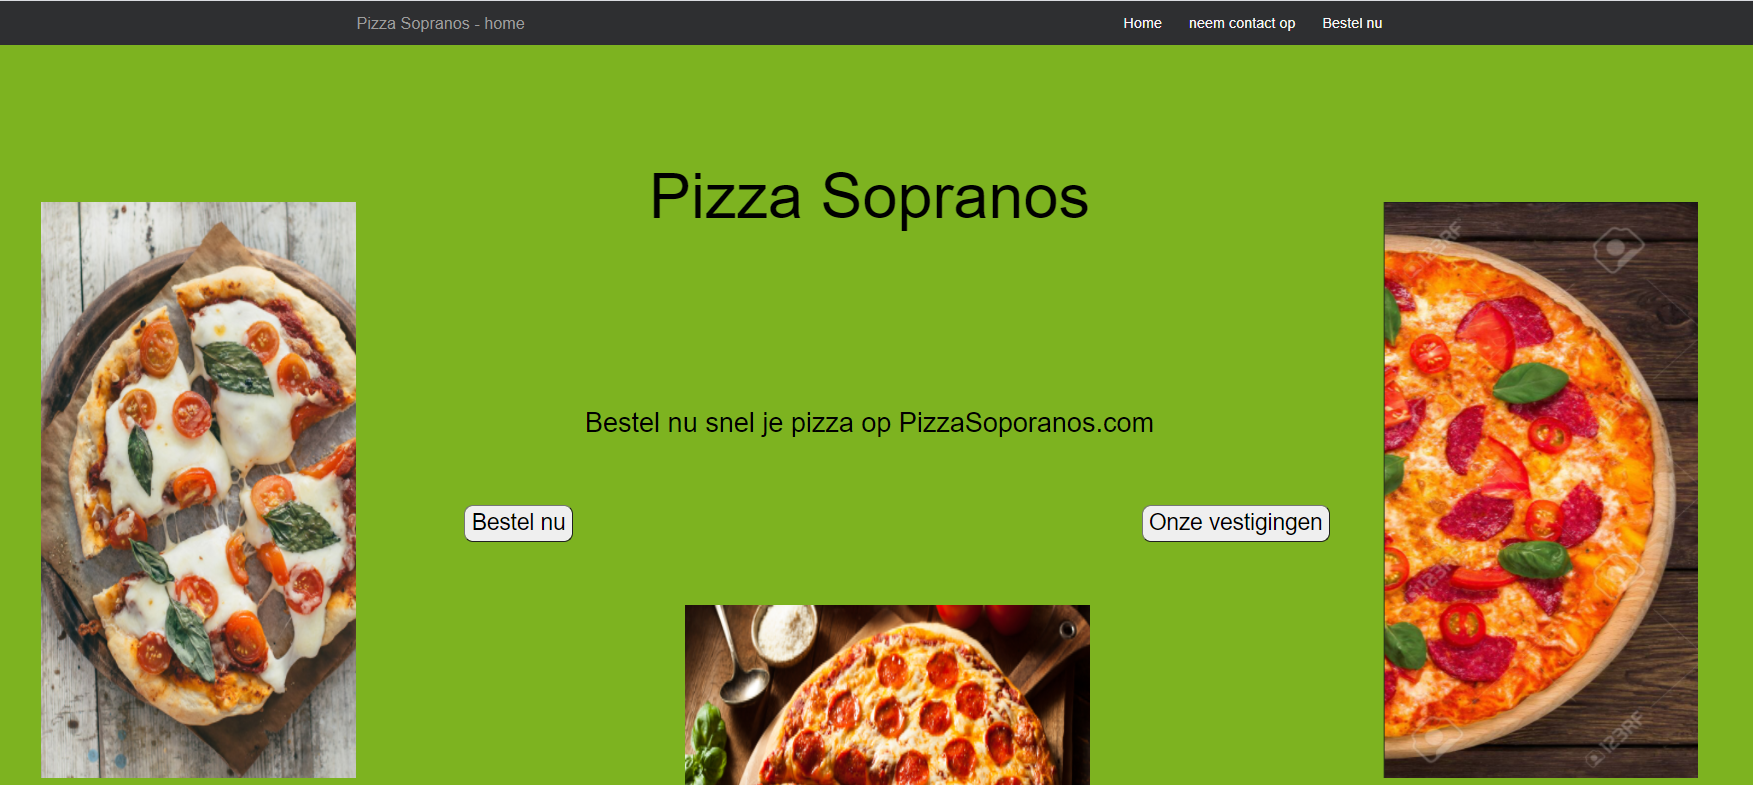 Pizza Sopranos - home
Home
neem contact op
Bestel nu
Pizza Sopranos
Bestel nu snel je pizza op PizzaSoporanos.com
Bestel nu
Onze vestigingen
123RF
123RF
123RF